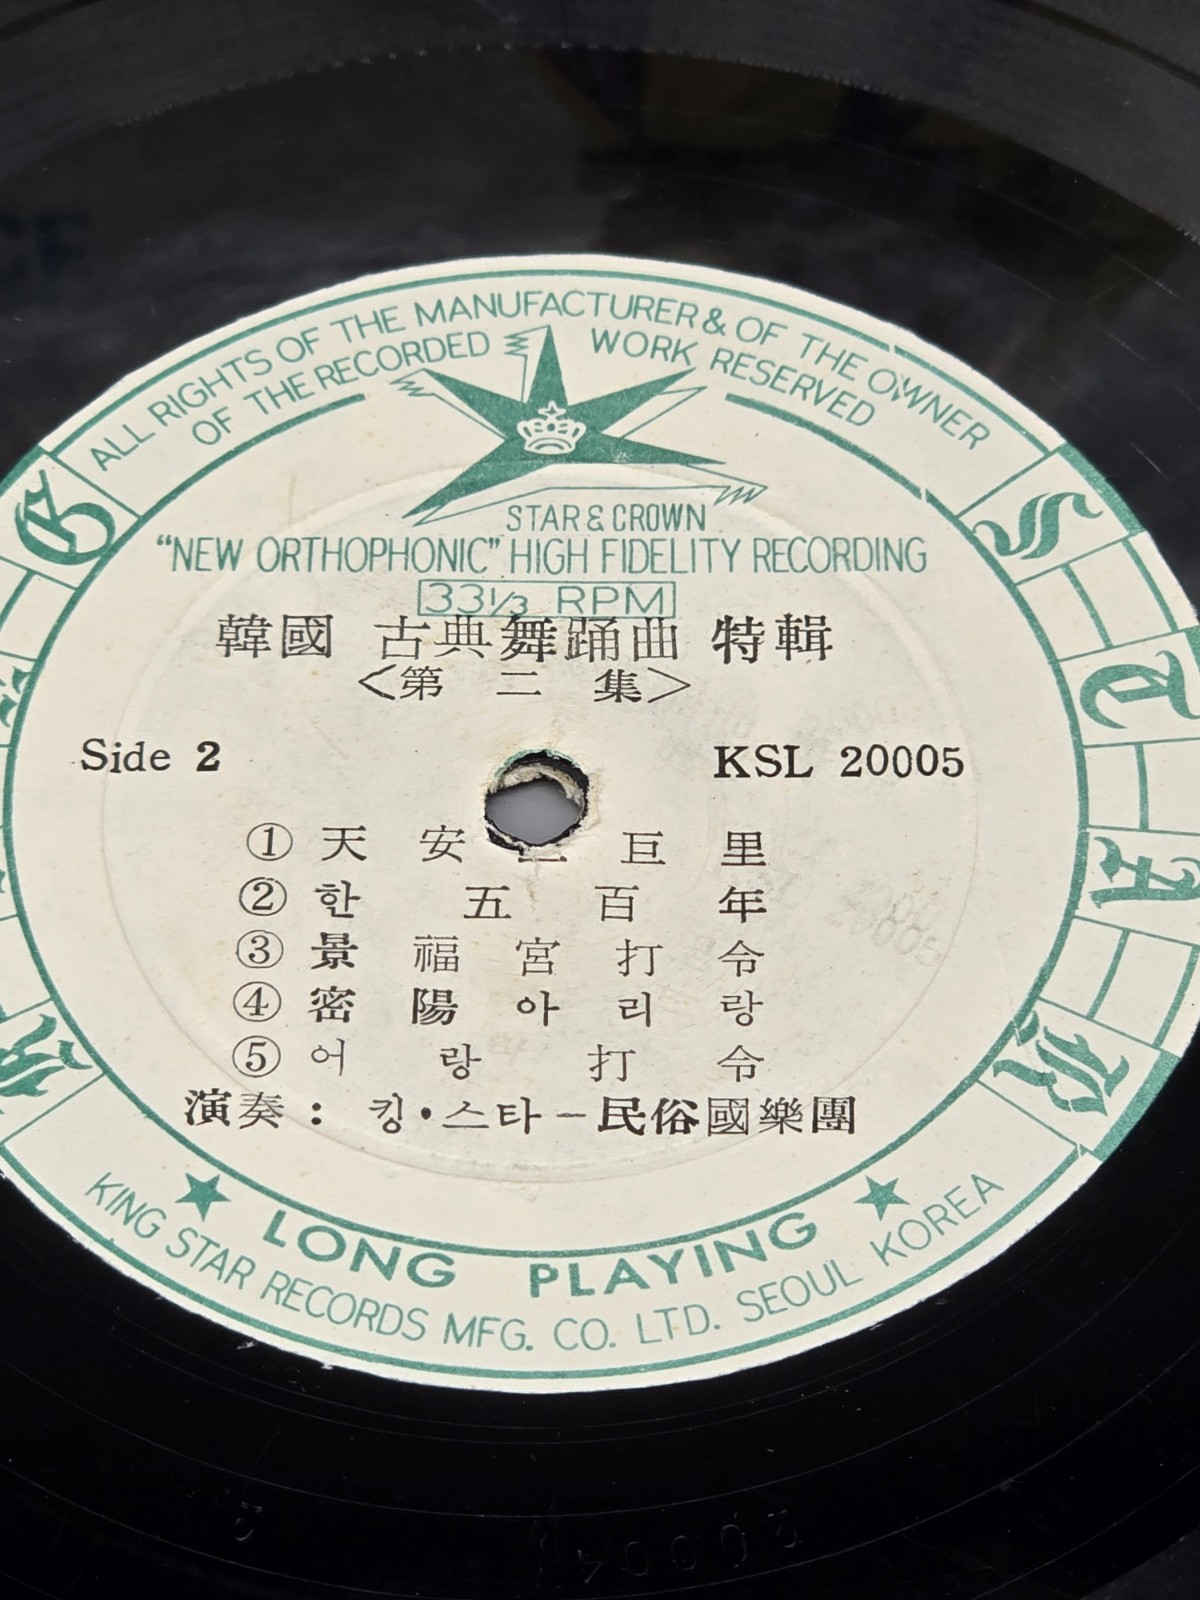 ALL RIGHTS OF THE MANUFACTURER & OF THE OWNER
OF THE RECORDED WORK RESERVED
STAR & CROWN
"NEW ORTHOPHONIC" HIGH FIDELITY RECORDING
33 1/3 RPM
韓國 古典舞踊曲 特輯
<第二集>
Side 2 KSL 20005
① 天安 巨里
② 한五百年
③ 景福宮打令
④ 密陽아리랑
⑤ 어랑打令
演奏: 킹·스타-民俗國樂團
LONG PLAYING
KING STAR RECORDS MFG. CO. LTD. SEOUL KOREA
STAR